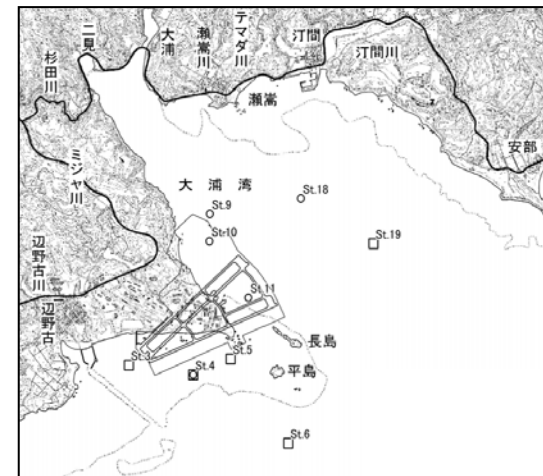 二見
大浦
瀬嵩川
テマダ川
汀間
汀間川
杉田川
瀬嵩
安部
ミジャ川
大浦湾
St.18
St.9
St.10
St.19
辺野古川
辺野古
St.11
長島
St.3
St.5
St.4
平島
St.6